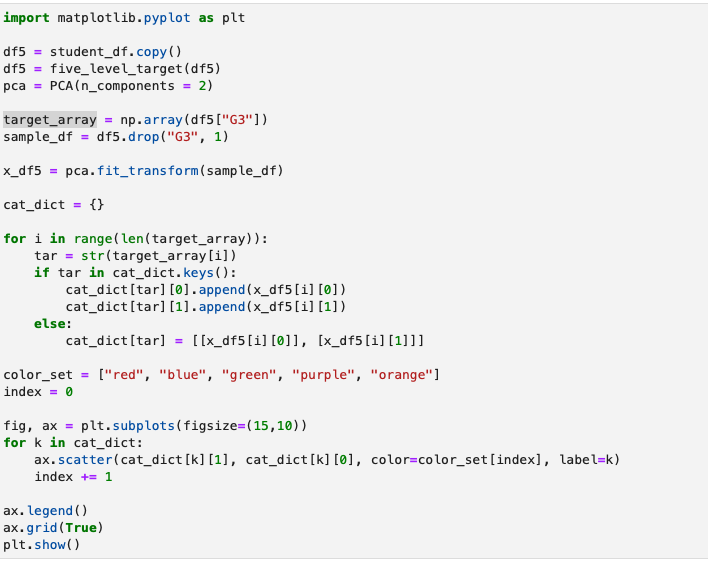 import matplotlib.pyplot as plt
df5 = student_df.copy()
df5 = five_level_target(df5)
pca = PCA(n_components = 2)
target_array = np.array(df5["G3"])
sample_df = df5.drop("G3", 1)
x_df5 = pca.fit_transform(sample_df)
cat_dict = {}
for i in range(len(target_array)):
    tar = str(target_array[i])
    if tar in cat_dict.keys():
        cat_dict[tar][0].append(x_df5[i][0])
        cat_dict[tar][1].append(x_df5[i][1])
    else:
        cat_dict[tar] = [[x_df5[i][0]], [x_df5[i][1]]]
color_set = ["red", "blue", "green", "purple", "orange"]
index = 0
fig, ax = plt.subplots(figsize=(15,10))
for k in cat_dict:
    ax.scatter(cat_dict[k][1], cat_dict[k][0], color=color_set[index], label=k)
    index += 1
ax.legend()
ax.grid(True)
plt.show()